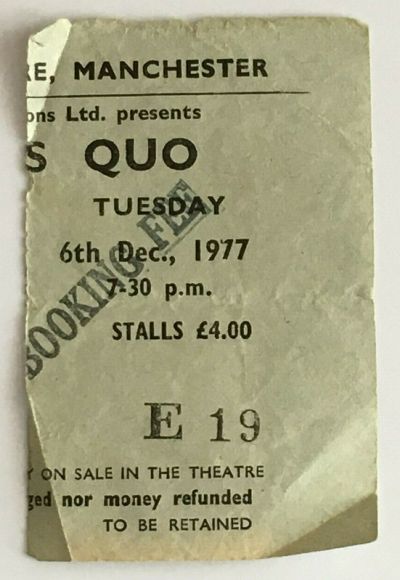 RE, MANCHESTER
ons Ltd. presents
S QUO
TUESDAY
6th Dec., 1977
7-30 p.m.
BOOKING FEE
STALLS £4.00
E 19
Y ON SALE IN THE THEATRE
ged nor money refunded
TO BE RETAINED